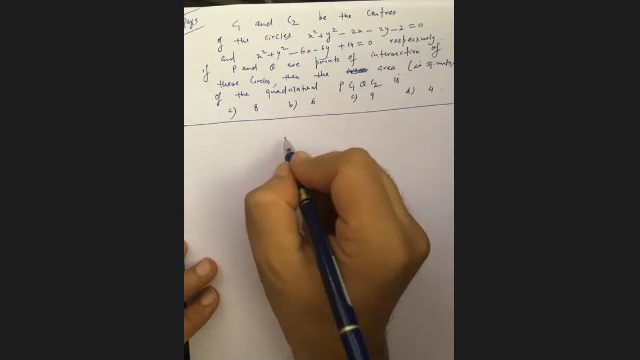 C1 and C2 be the centres
of the circles x² + y² - 2x - 2y - 2 = 0
and x² + y² - 6x - 6y + 14 = 0 respectively.
if P and Q are points of intersection of
these circles, then the area (in sq. units)
of the quadrilateral P C1 Q C2 is
a) 8 b) 6 c) 9 d) 4.